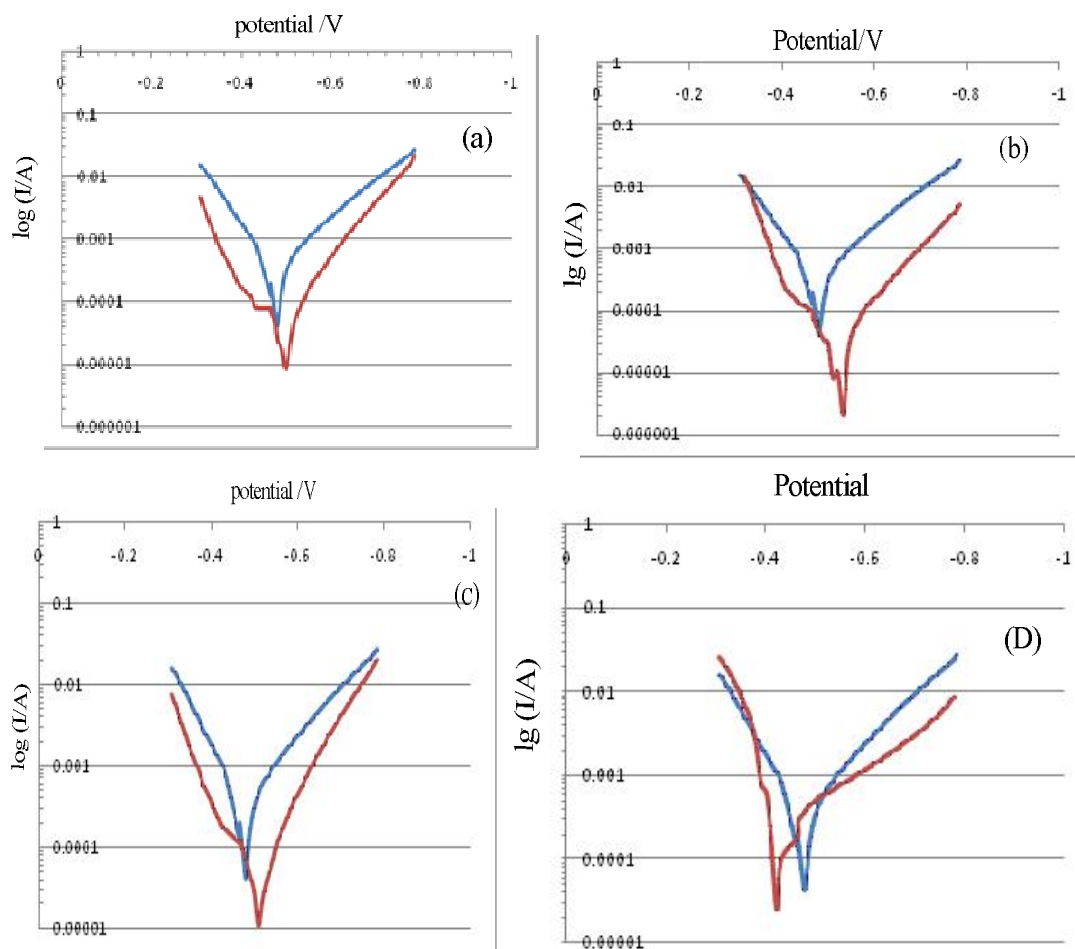 potential /V
1
0 -0.2 -0.4 -0.6 -0.8 -1
0.1
(a)
0.01
log (I/A)
0.001
0.0001
0.00001
0.000001
Potential/V
1
0 -0.2 -0.4 -0.6 -0.8 -1
0.1
(b)
0.01
lg (I/A)
0.001
0.0001
0.00001
0.000001
potential /V
1
0 -0.2 -0.4 -0.6 -0.8 -1
(c)
0.1
0.01
log (I/A)
0.001
0.0001
0.00001
Potential
1
0 -0.2 -0.4 -0.6 -0.8 -1
0.1
(D)
0.01
lg (I/A)
0.001
0.0001
0.00001